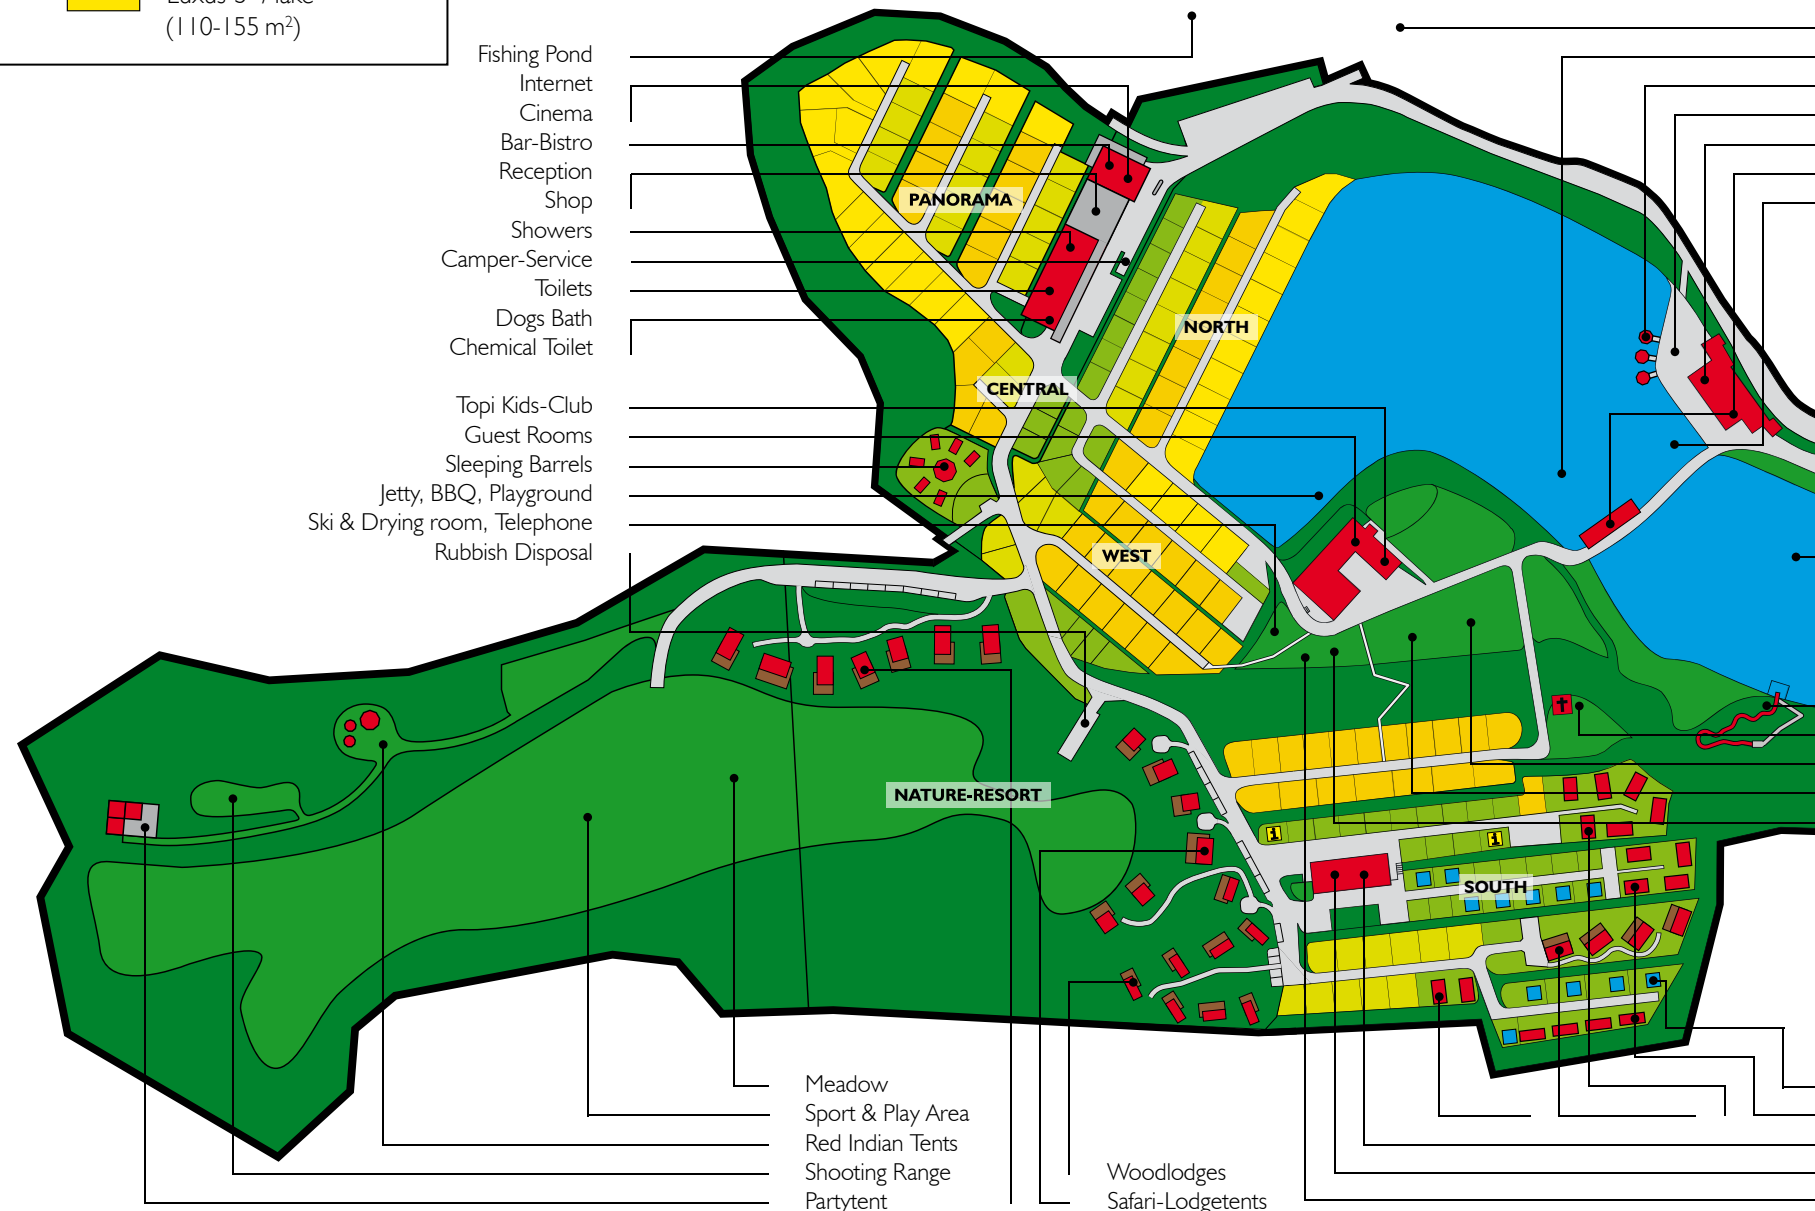 (110-155 m²)
Fishing Pond
Internet
Cinema
Bar-Bistro
Reception
Shop
Showers
Camper-Service
Toilets
Dogs Bath
Chemical Toilet
Topi Kids-Club
Guest Rooms
Sleeping Barrels
Jetty, BBQ, Playground
Ski & Drying room, Telephone
Rubbish Disposal
PANORAMA
NORTH
CENTRAL
WEST
NATURE-RESORT
SOUTH
Meadow
Sport & Play Area
Red Indian Tents
Shooting Range
Partytent
Woodlodges
Safari-Lodgetents